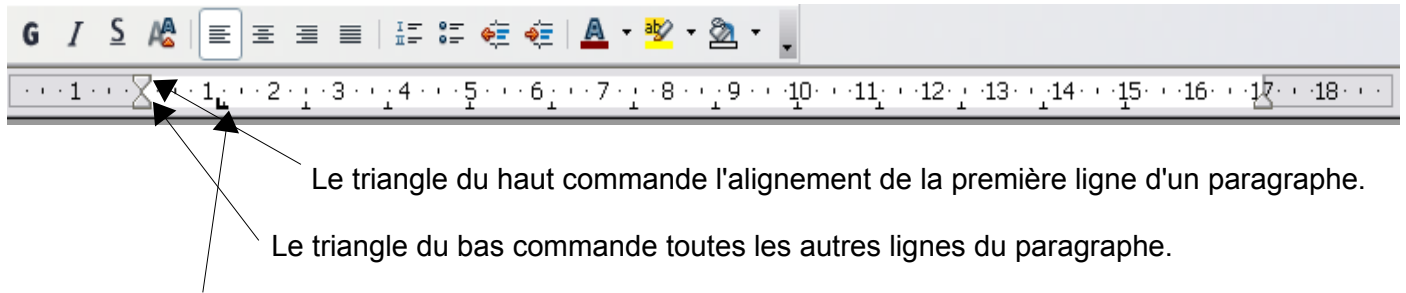 G I S A
· · · 1 · · · · 1 · · · 2 · · · 3 · · · 4 · · · 5 · · · 6 · · · 7 · · · 8 · · · 9 · · · 10 · · · 11 · · · 12 · · · 13 · · · 14 · · · 15 · · · 16 · · · 17 · · · 18 · · ·
Le triangle du haut commande l'alignement de la première ligne d'un paragraphe.
Le triangle du bas commande toutes les autres lignes du paragraphe.